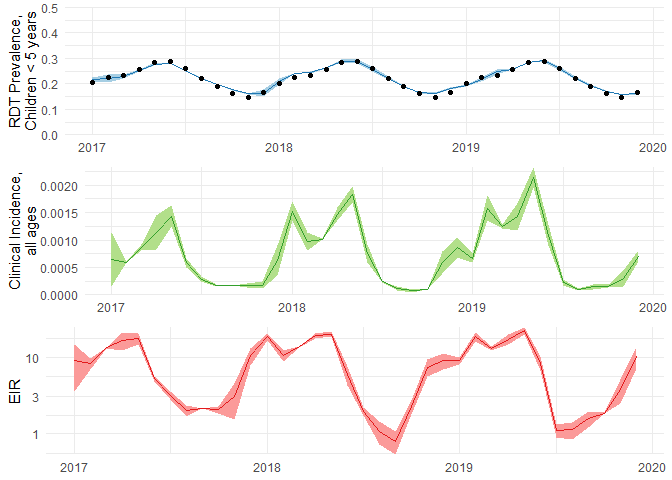 RDT Prevalence,
Children < 5 years
0.5
0.4
0.3
0.2
0.1
0.0
2017 2018 2019 2020
Clinical Incidence,
all ages
0.0020
0.0015
0.0010
0.0005
0.0000
2017 2018 2019 2020
EIR
10
3
1
2017 2018 2019 2020